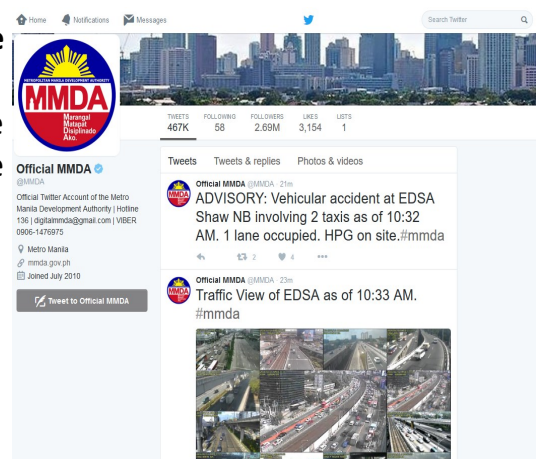 Home
Notifications
Messages
Search Twitter
e
METROPOLITAN MANILA DEVELOPMENT AUTHORITY
MMDA
Marangal
Matapat
Disiplinado
Ako.
e
e
TWEETS
467K
FOLLOWING
58
FOLLOWERS
2.69M
LIKES
3,154
LISTS
1
Official MMDA
@MMDA
Official Twitter Account of the Metro
Manila Development Authority | Hotline
136 | digitalmmda@gmail.com | VIBER
0906-1476975
Metro Manila
mmda.gov.ph
Joined July 2010
Tweet to Official MMDA
Tweets
Tweets & replies
Photos & videos
Official MMDA @MMDA · 21m
ADVISORY: Vehicular accident at EDSA
Shaw NB involving 2 taxis as of 10:32
AM. 1 lane occupied. HPG on site.#mmda
2
4
Official MMDA @MMDA · 23m
Traffic View of EDSA as of 10:33 AM.
#mmda